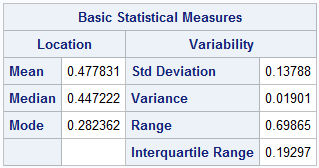 Basic Statistical Measures
Location Variability
Mean 0.477831 Std Deviation 0.13788
Median 0.447222 Variance 0.01901
Mode 0.282362 Range 0.69865
Interquartile Range 0.19297